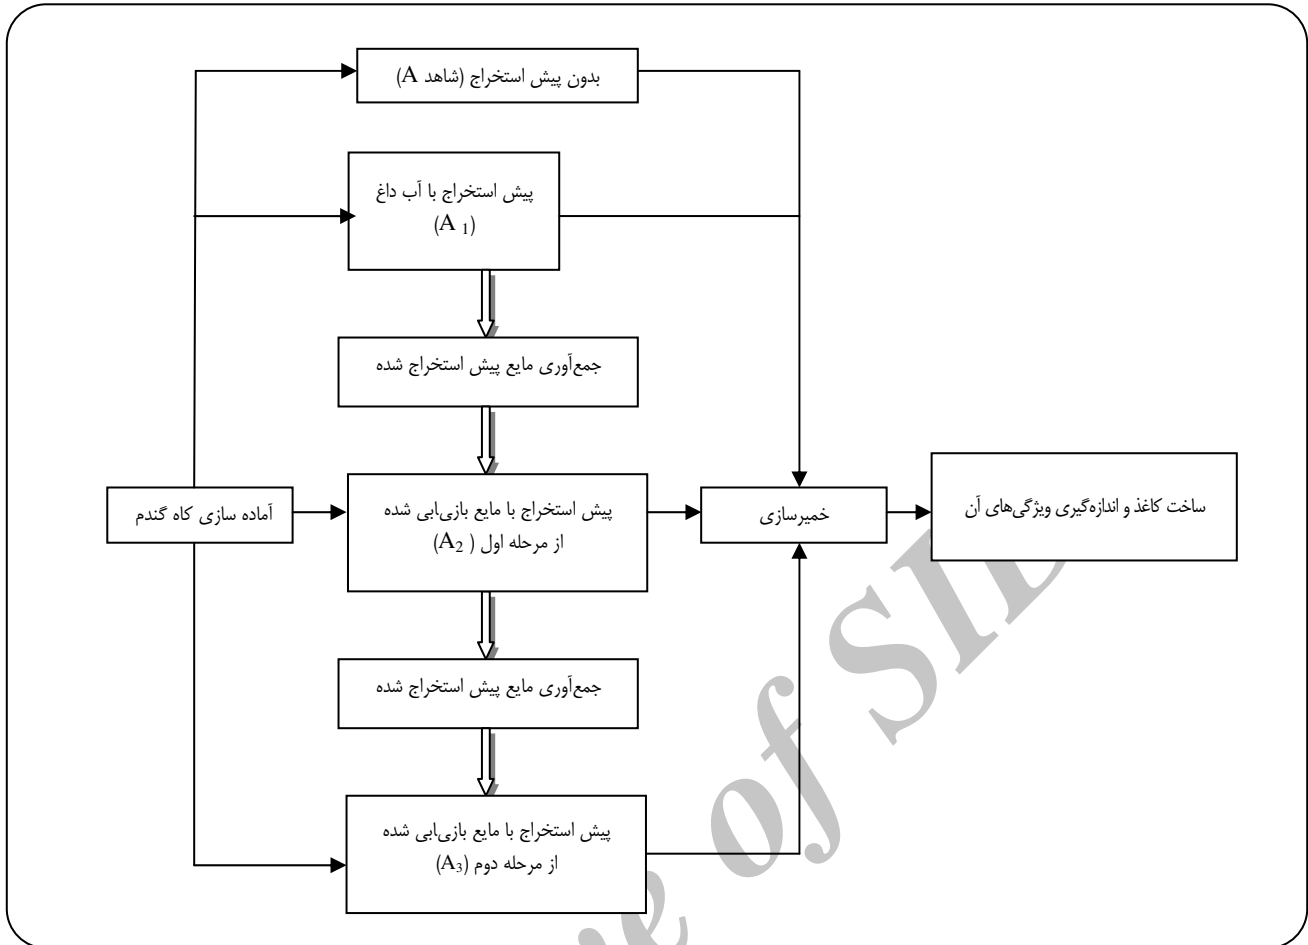 بدون پیش استخراج (شاهد A)
پیش استخراج با آب داغ
(A 1)
جمع‌آوری مایع پیش استخراج شده
آماده سازی کاه گندم
پیش استخراج با مایع بازیابی شده
از مرحله اول ( A2)
خمیرسازی
ساخت کاغذ و اندازه‌گیری ویژگی‌های آن
جمع‌آوری مایع پیش استخراج شده
پیش استخراج با مایع بازیابی شده
از مرحله دوم (A3)
of SID